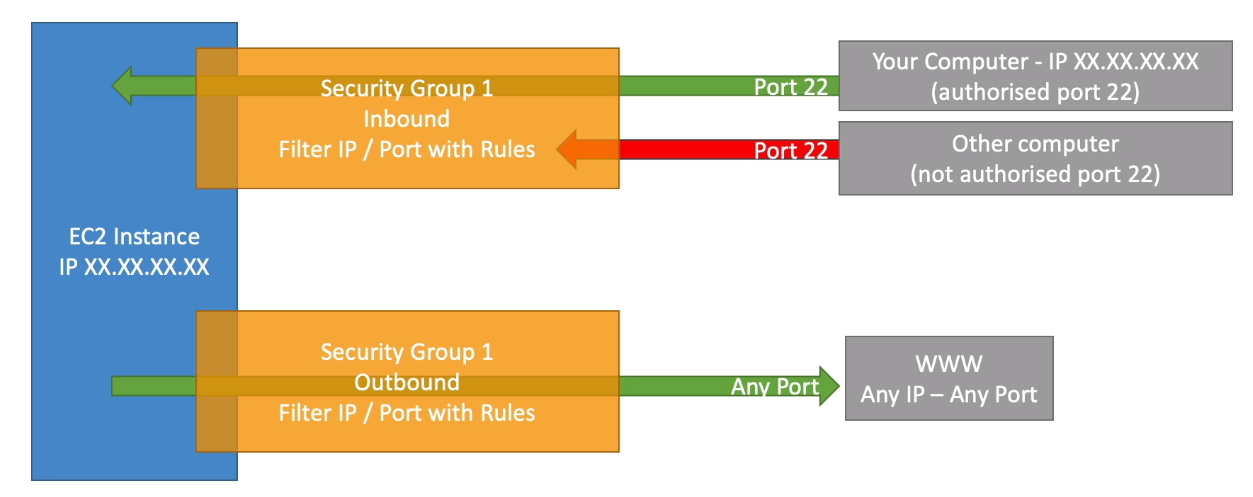 Security Group 1
Inbound
Filter IP / Port with Rules
Port 22
Your Computer - IP XX.XX.XX.XX
(authorised port 22)
Port 22
Other computer
(not authorised port 22)
EC2 Instance
IP XX.XX.XX.XX
Security Group 1
Outbound
Filter IP / Port with Rules
Any Port
WWW
Any IP – Any Port